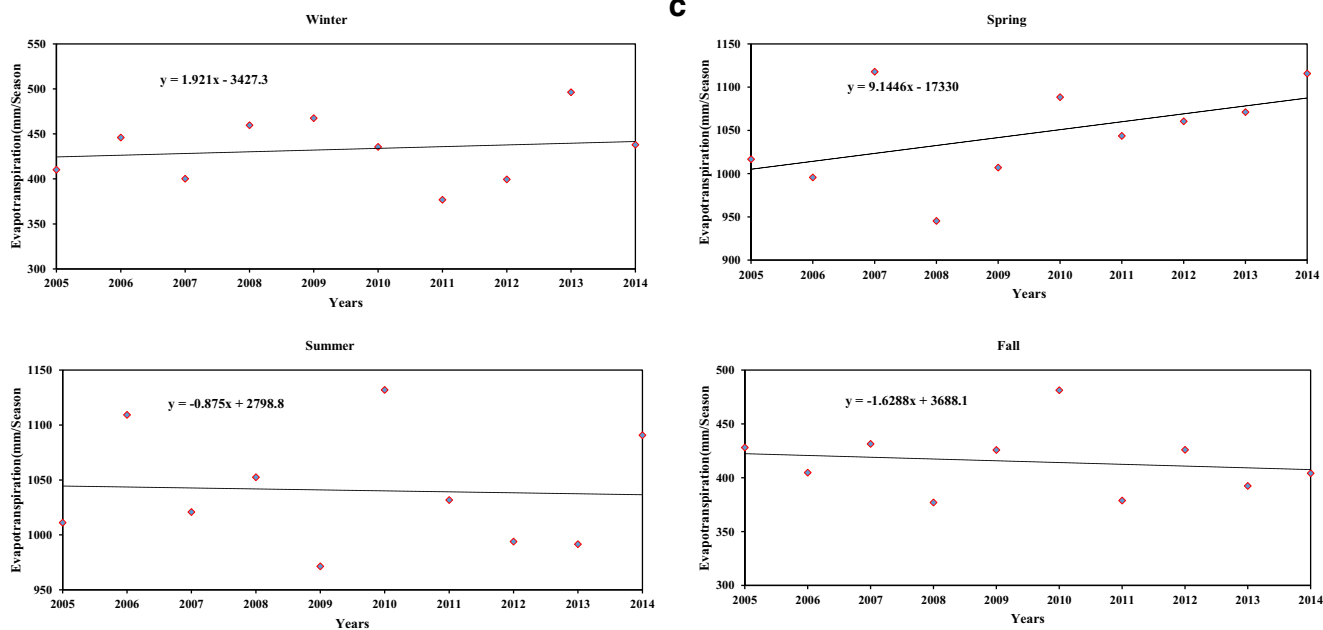 c
Winter
Evapotranspiration(mm/Season
550
500
450
400
350
300
y = 1.921x - 3427.3
2005 2006 2007 2008 2009 2010 2011 2012 2013 2014
Years
Spring
Evapotranspiration(mm/Season
1150
1100
1050
1000
950
900
y = 9.1446x - 17330
2005 2006 2007 2008 2009 2010 2011 2012 2013 2014
Years
Summer
Evapotranspiration(mm/Season
1150
1100
1050
1000
950
y = -0.875x + 2798.8
2005 2006 2007 2008 2009 2010 2011 2012 2013 2014
Years
Fall
Evapotranspiration(mm/Season
500
450
400
350
300
y = -1.6288x + 3688.1
2005 2006 2007 2008 2009 2010 2011 2012 2013 2014
Years